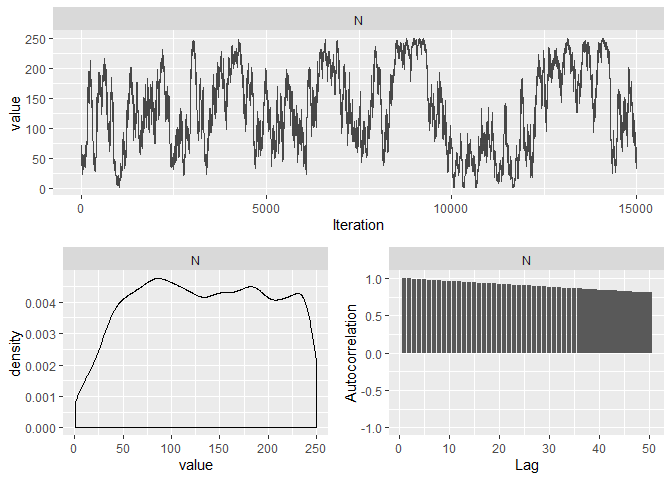 N
value
250
200
150
100
50
0
0 5000 10000 15000
Iteration
N
density
0.004
0.003
0.002
0.001
0.000
0 50 100 150 200 250
value
N
Autocorrelation
1.0
0.5
0.0
-0.5
-1.0
0 10 20 30 40 50
Lag